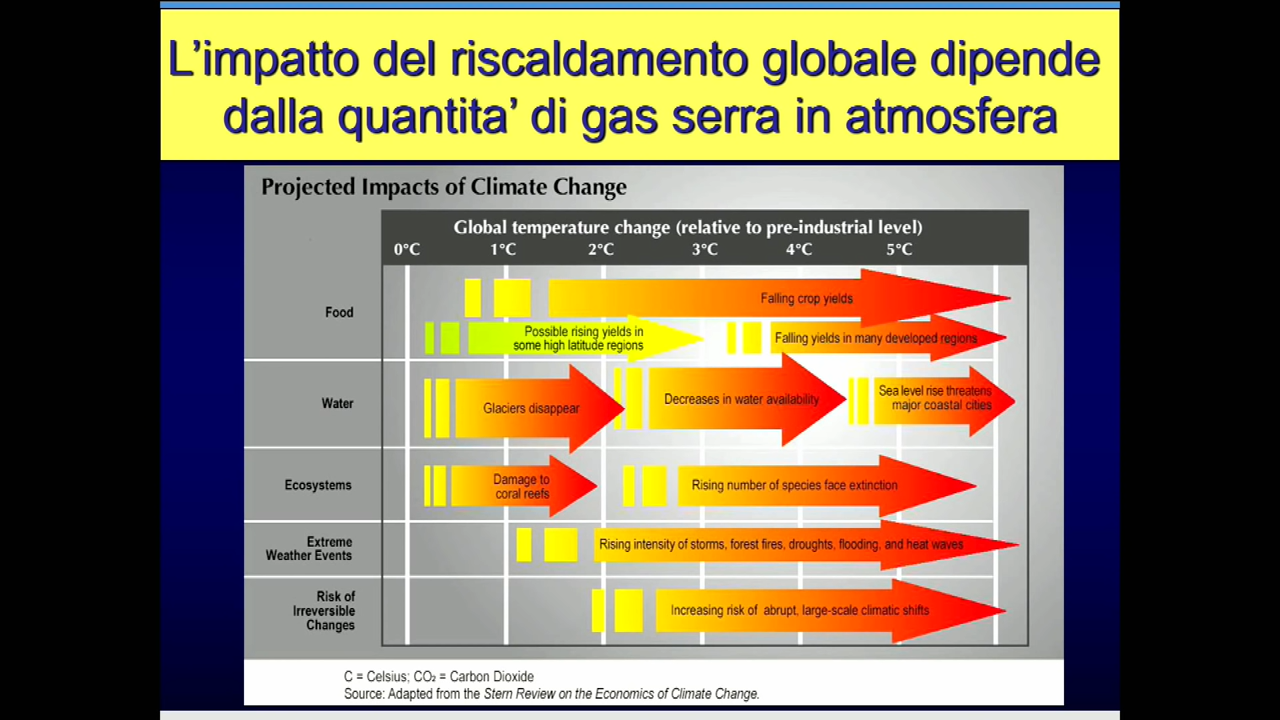 L’impatto del riscaldamento globale dipende
dalla quantita’ di gas serra in atmosfera
Projected Impacts of Climate Change
Global temperature change (relative to pre-industrial level)
0°C 1°C 2°C 3°C 4°C 5°C
Food
Falling crop yields
Possible rising yields in
some high latitude regions
Falling yields in many developed regions
Water
Glaciers disappear
Decreases in water availability
Sea level rise threatens
major coastal cities
Ecosystems
Damage to
coral reefs
Rising number of species face extinction
Extreme
Weather Events
Rising intensity of storms, forest fires, droughts, flooding, and heat waves
Risk of
Irreversible
Changes
Increasing risk of abrupt, large-scale climatic shifts
C = Celsius; CO₂ = Carbon Dioxide
Source: Adapted from the Stern Review on the Economics of Climate Change.